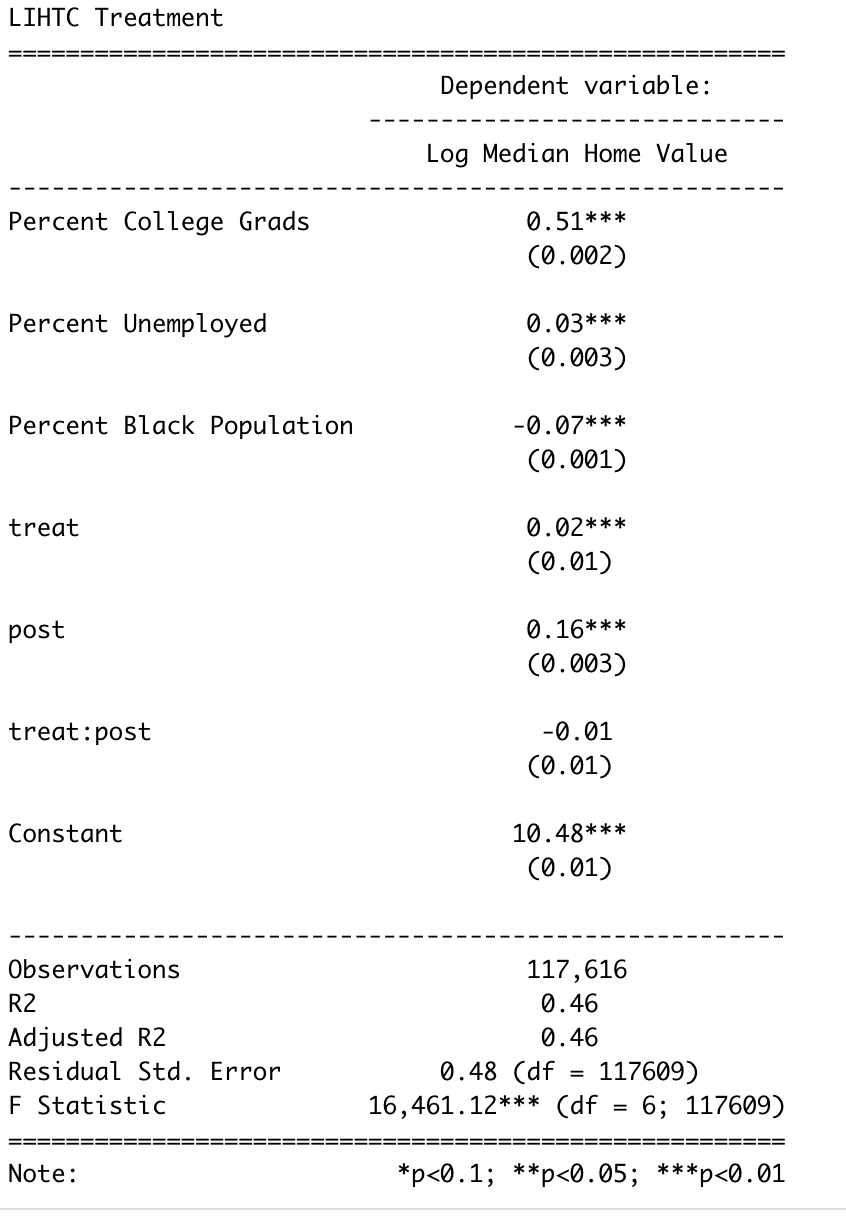 LIHTC Treatment
======================================================
Dependent variable:
-----------------------------
Log Median Home Value
------------------------------------------------------
Percent College Grads 0.51***
(0.002)
Percent Unemployed 0.03***
(0.003)
Percent Black Population -0.07***
(0.001)
treat 0.02***
(0.01)
post 0.16***
(0.003)
treat:post -0.01
(0.01)
Constant 10.48***
(0.01)
------------------------------------------------------
Observations 117,616
R2 0.46
Adjusted R2 0.46
Residual Std. Error 0.48 (df = 117609)
F Statistic 16,461.12*** (df = 6; 117609)
======================================================
Note: *p<0.1; **p<0.05; ***p<0.01